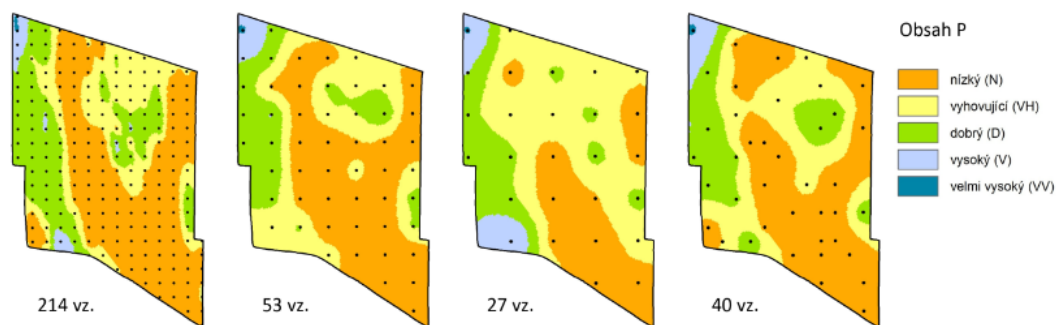 Obsah P
nízký (N)
vyhovující (VH)
dobrý (D)
vysoký (V)
velmi vysoký (VV)
214 vz.
53 vz.
27 vz.
40 vz.